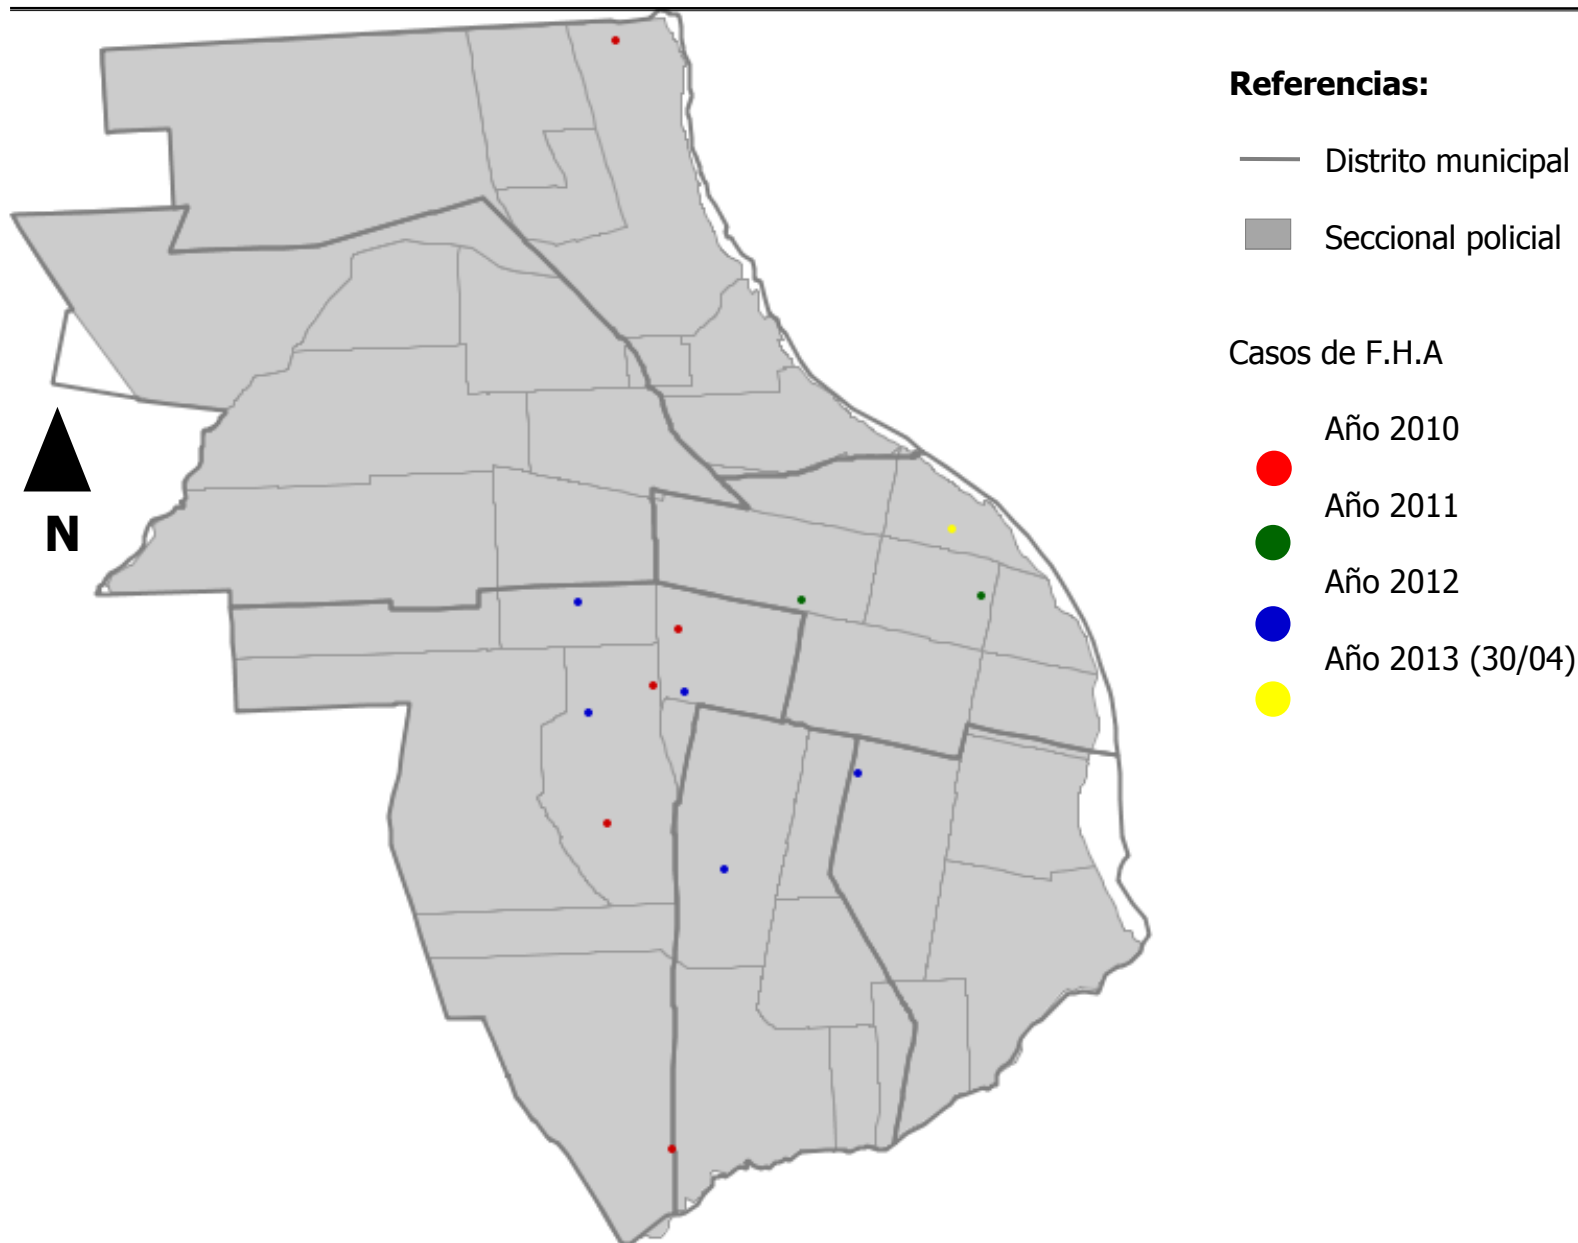 Referencias:
Distrito municipal
Seccional policial
Casos de F.H.A
Año 2010
Año 2011
Año 2012
Año 2013 (30/04)
N